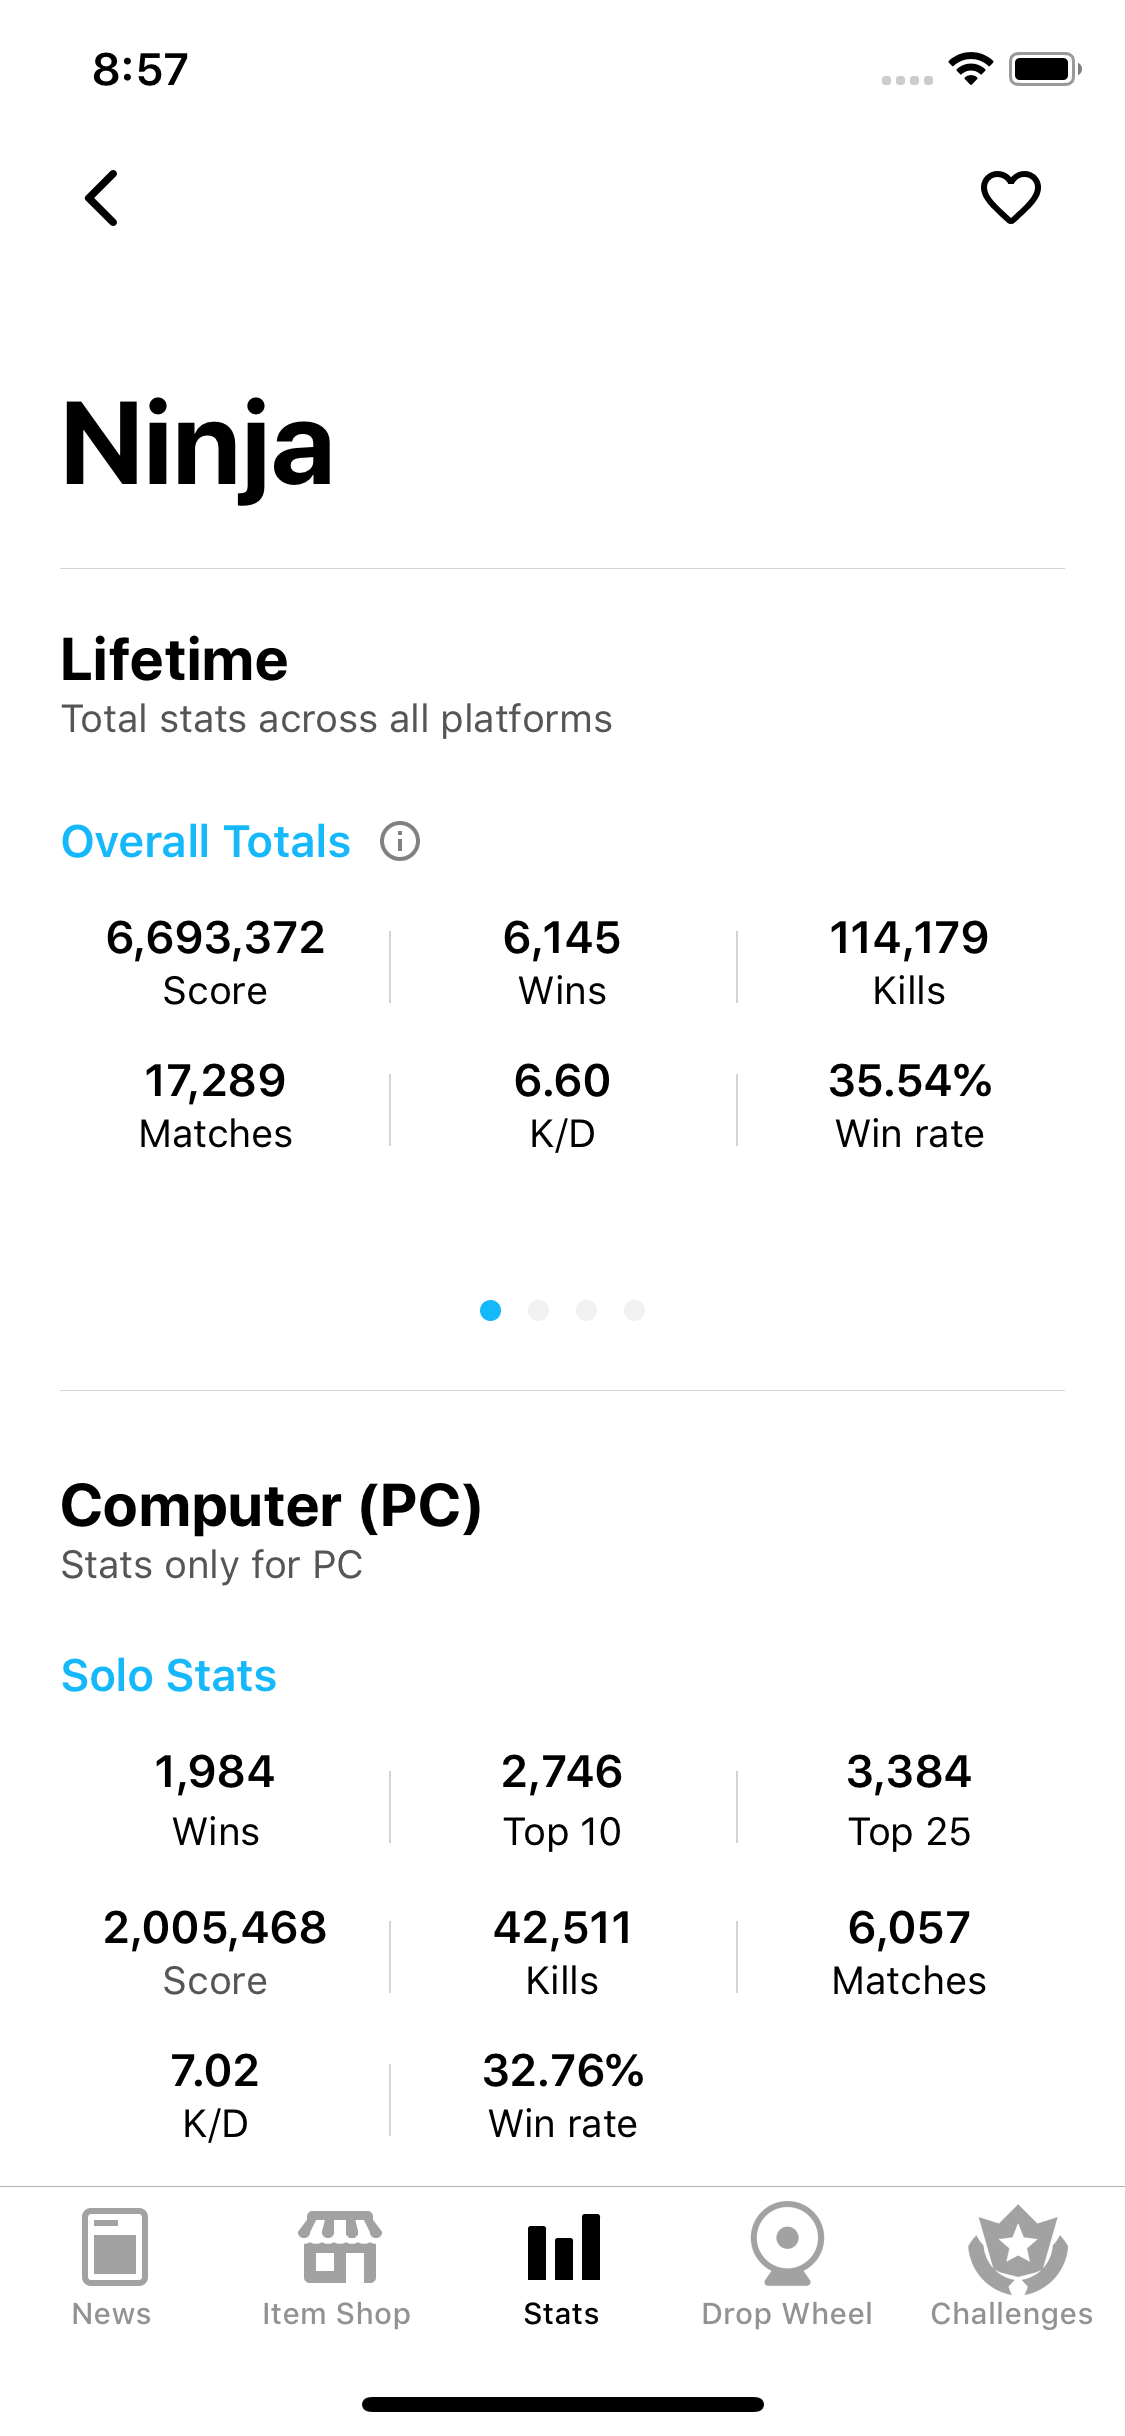 8:57
Ninja
Lifetime
Total stats across all platforms
Overall Totals
6,693,372 6,145 114,179
Score Wins Kills
17,289 6.60 35.54%
Matches K/D Win rate
Computer (PC)
Stats only for PC
Solo Stats
1,984 2,746 3,384
Wins Top 10 Top 25
2,005,468 42,511 6,057
Score Kills Matches
7.02 32.76%
K/D Win rate
News Item Shop Stats Drop Wheel Challenges